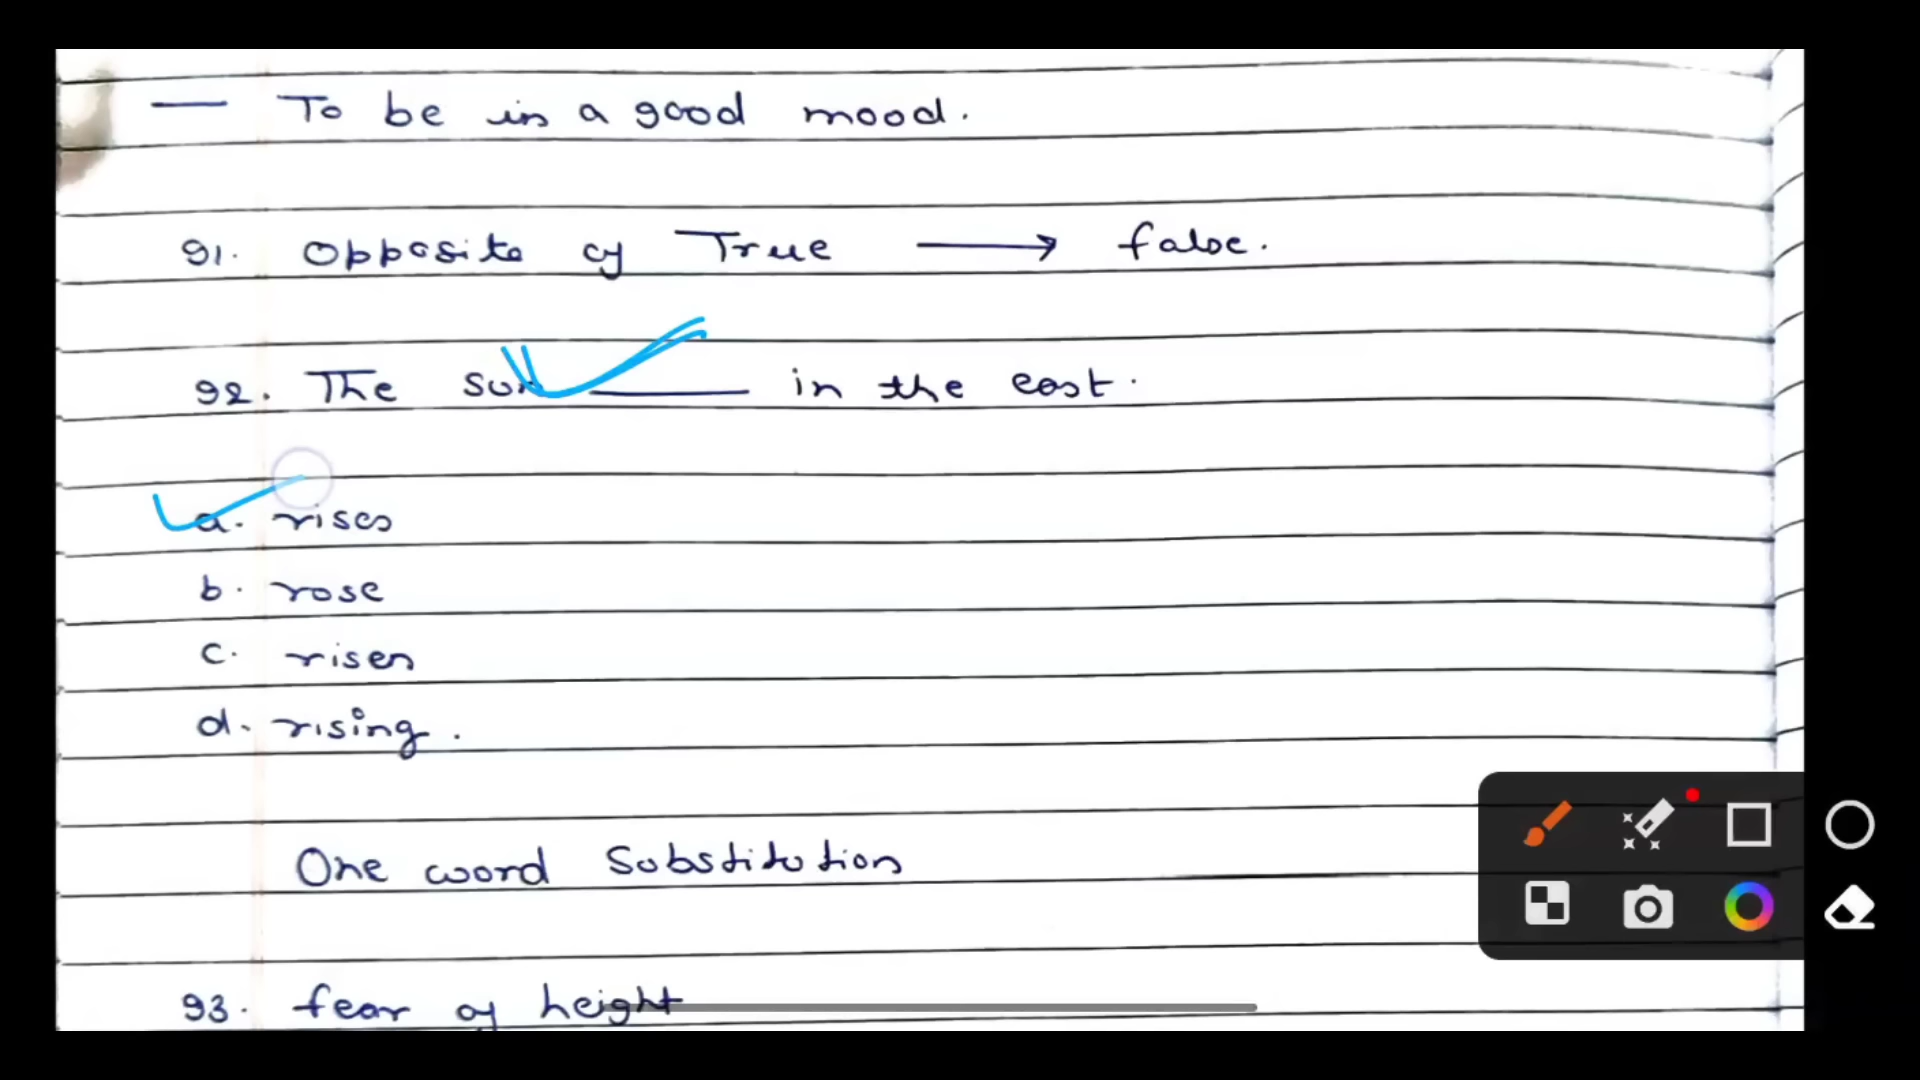 — To be in a good mood.
91. Opposite of True → false.
92. The sun ______ in the east.
a. rises
b. rose
c. risen
d. rising.
One word Substitution
93. fear of height